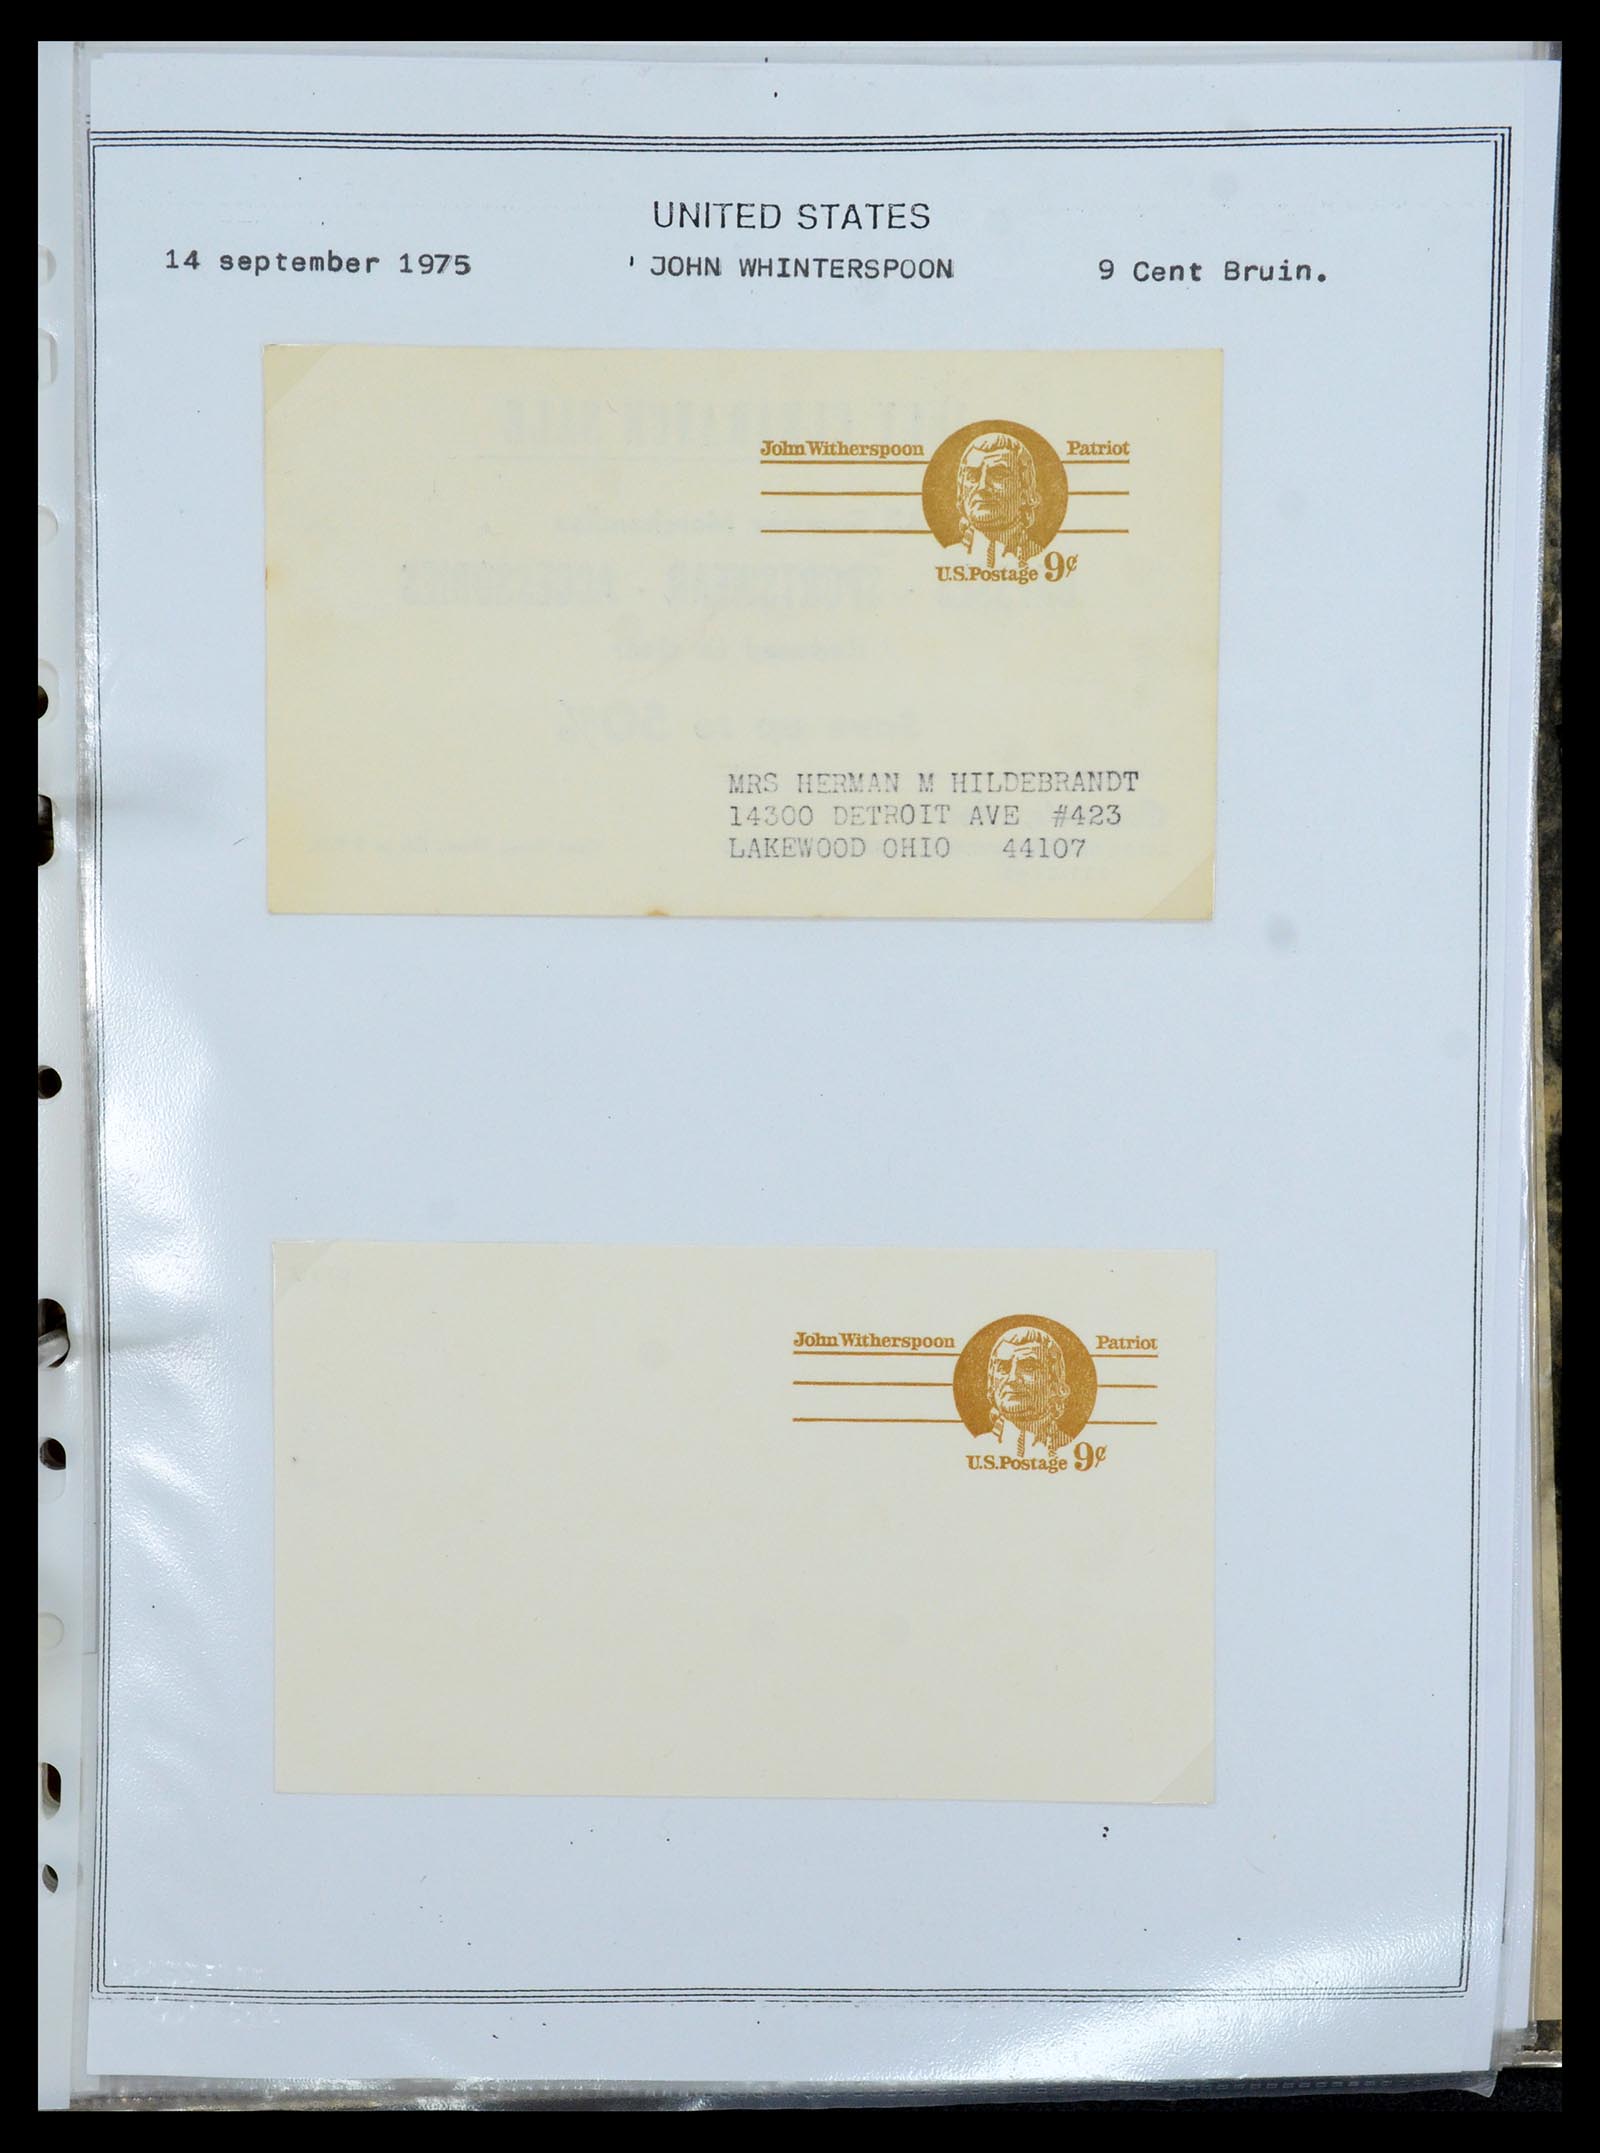 UNITED STATES
14 september 1975 ' JOHN WHINTERSPOON 9 Cent Bruin.
John Witherspoon Patriot
U.S.Postage 9¢
MRS HERMAN M HILDEBRANDT
14300 DETROIT AVE #423
LAKEWOOD OHIO 44107
John Witherspoon Patriot
U.S.Postage 9¢